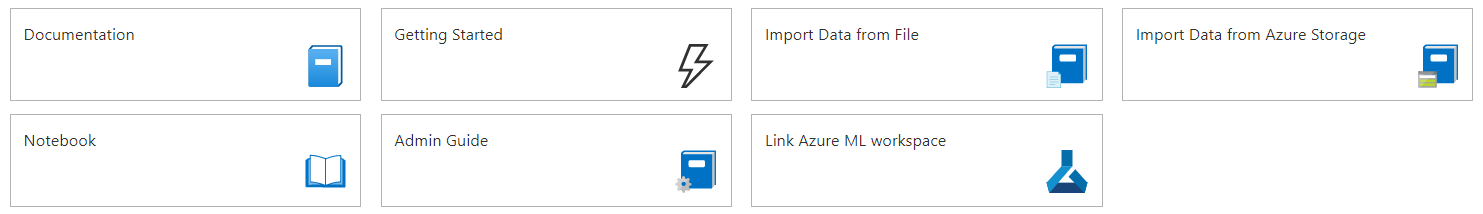 Documentation
Getting Started
Import Data from File
Import Data from Azure Storage
Notebook
Admin Guide
Link Azure ML workspace